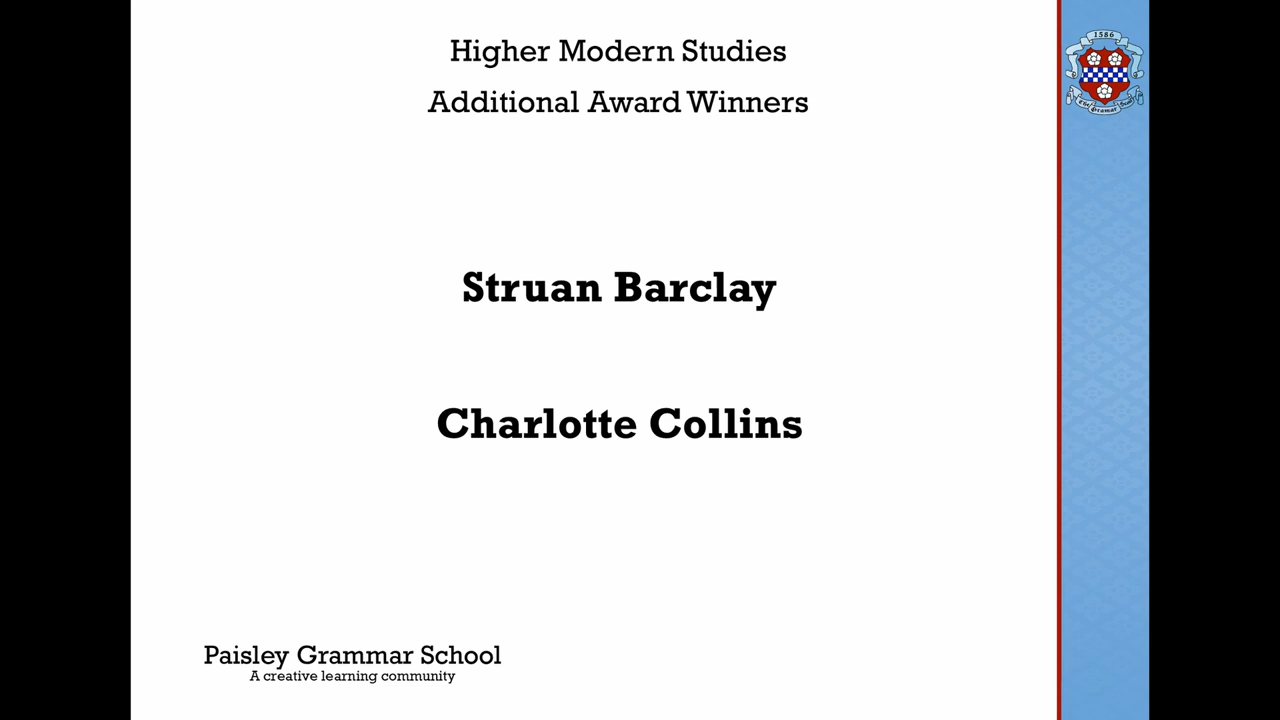 Higher Modern Studies
Additional Award Winners
1586
Struan Barclay
Charlotte Collins
Paisley Grammar School
A creative learning community